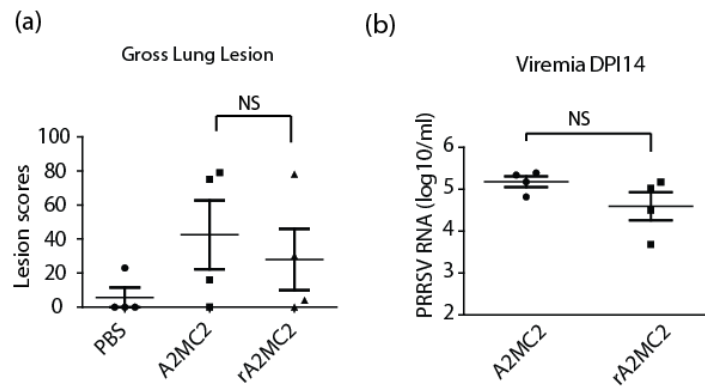 (a)
Gross Lung Lesion
NS
Lesion scores
100
80
60
40
20
0
PBS
A2MC2
rA2MC2
(b)
Viremia DPI14
NS
PRRSV RNA (log10/ml)
6
5
4
3
2
A2MC2
rA2MC2